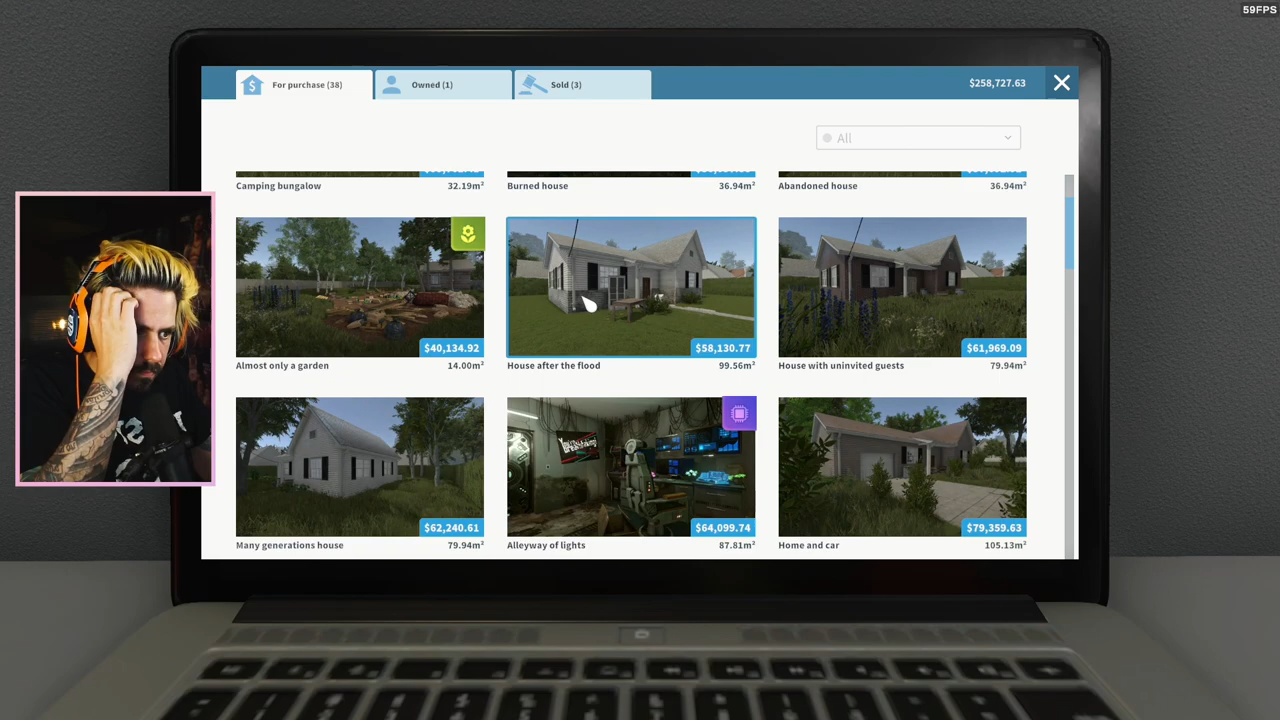 59FPS
For purchase (38)
Owned (1)
Sold (3)
$258,727.63
All
Camping bungalow
32.19m²
Burned house
36.94m²
Abandoned house
36.94m²
$40,134.92
$58,130.77
$61,969.09
Almost only a garden
14.00m²
House after the flood
99.56m²
House with uninvited guests
79.94m²
$62,240.61
$64,099.74
$79,359.63
Many generations house
79.94m²
Alleyway of lights
87.81m²
Home and car
105.13m²